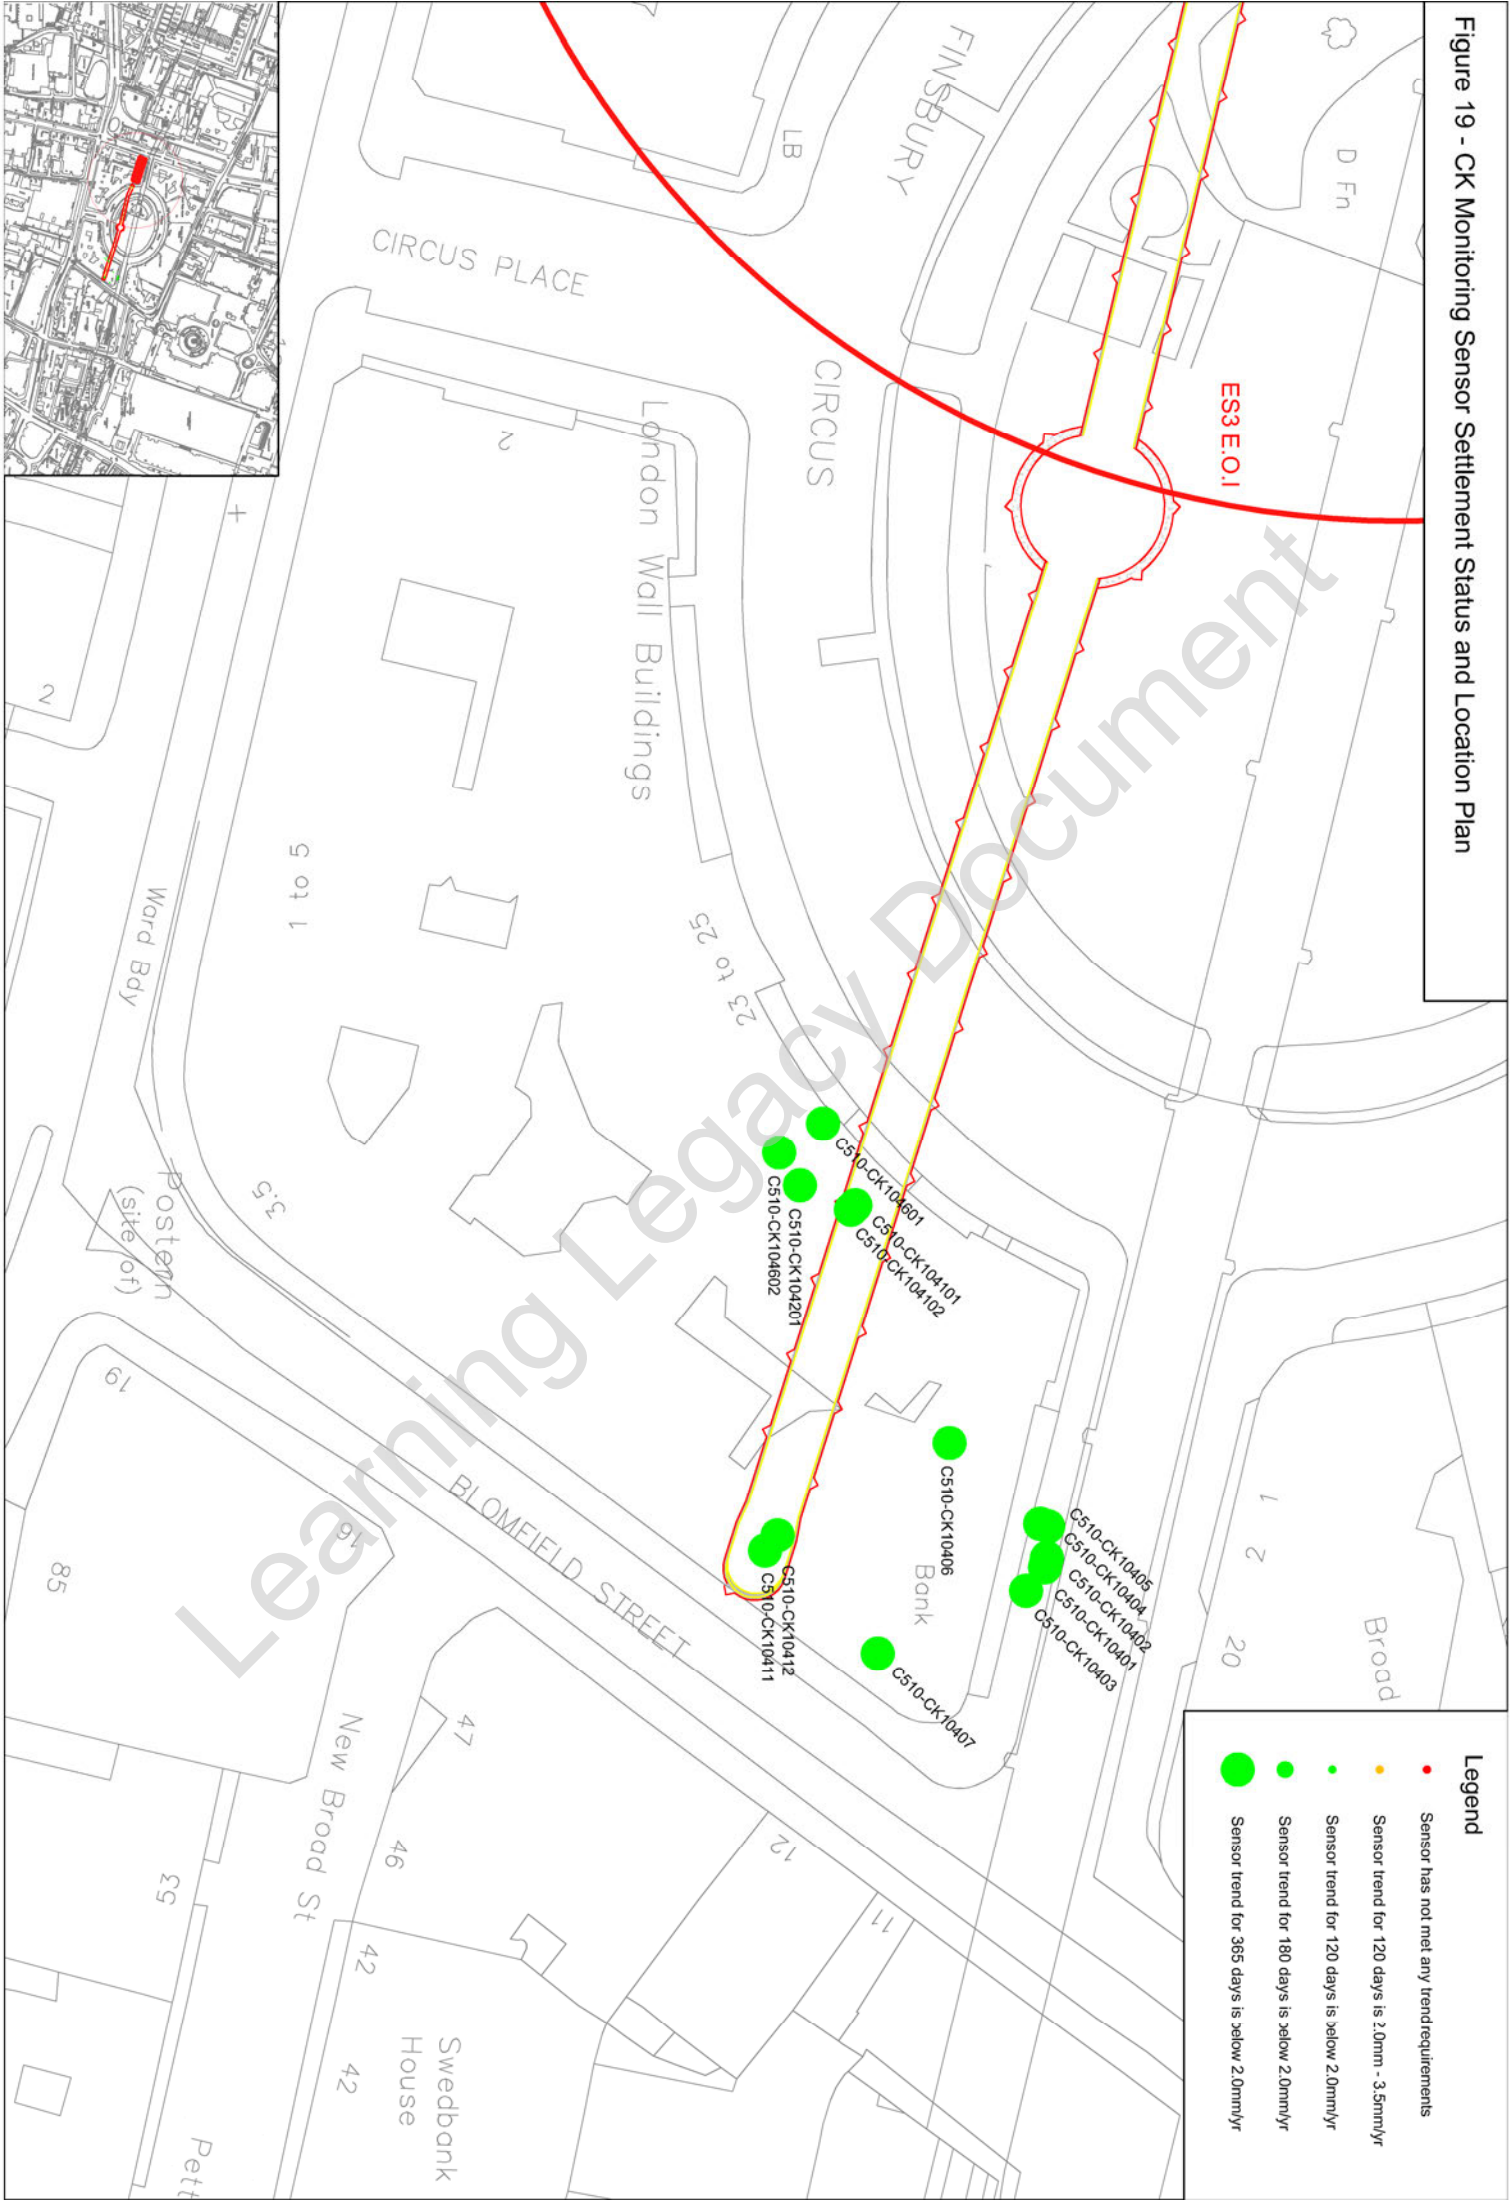 Figure 19 - CK Monitoring Sensor Settlement Status and Location Plan
Legend
Sensor has not met any trend requirements
Sensor trend for 120 days is 2.0mm - 3.5mm/yr
Sensor trend for 120 days is below 2.0mm/yr
Sensor trend for 180 days is below 2.0mm/yr
Sensor trend for 365 days is below 2.0mm/yr
D Fn
ES3 E.O.I
FINSBURY
CIRCUS
LB
CIRCUS PLACE
London Wall Buildings
2
2
1 to 5
23 to 25
3.5
Ward Bdy
Postern
(site of)
C510-CK104601
C510-CK104602
C510-CK104201
C510-CK104101
C510-CK104102
C510-CK10406
C510-CK10405
C510-CK10404
C510-CK10402
C510-CK10401
C510-CK10403
C510-CK10407
C510-CK10412
C510-CK10411
Bank
Broad
1
2
20
BLOMFIELD STREET
19
16
85
New Broad St
47
46
53
42
42
12
11
Swedbank
House
Pett
Learning Legacy Document